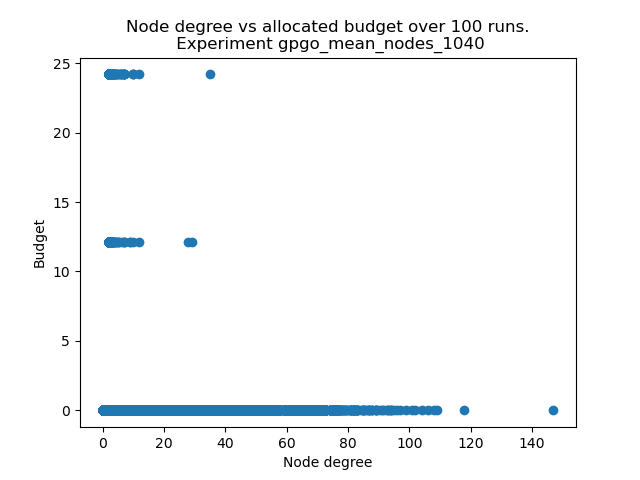 Node degree vs allocated budget over 100 runs.
Experiment gpgo_mean_nodes_1040
25
20
15
10
5
0
Budget
0 20 40 60 80 100 120 140
Node degree